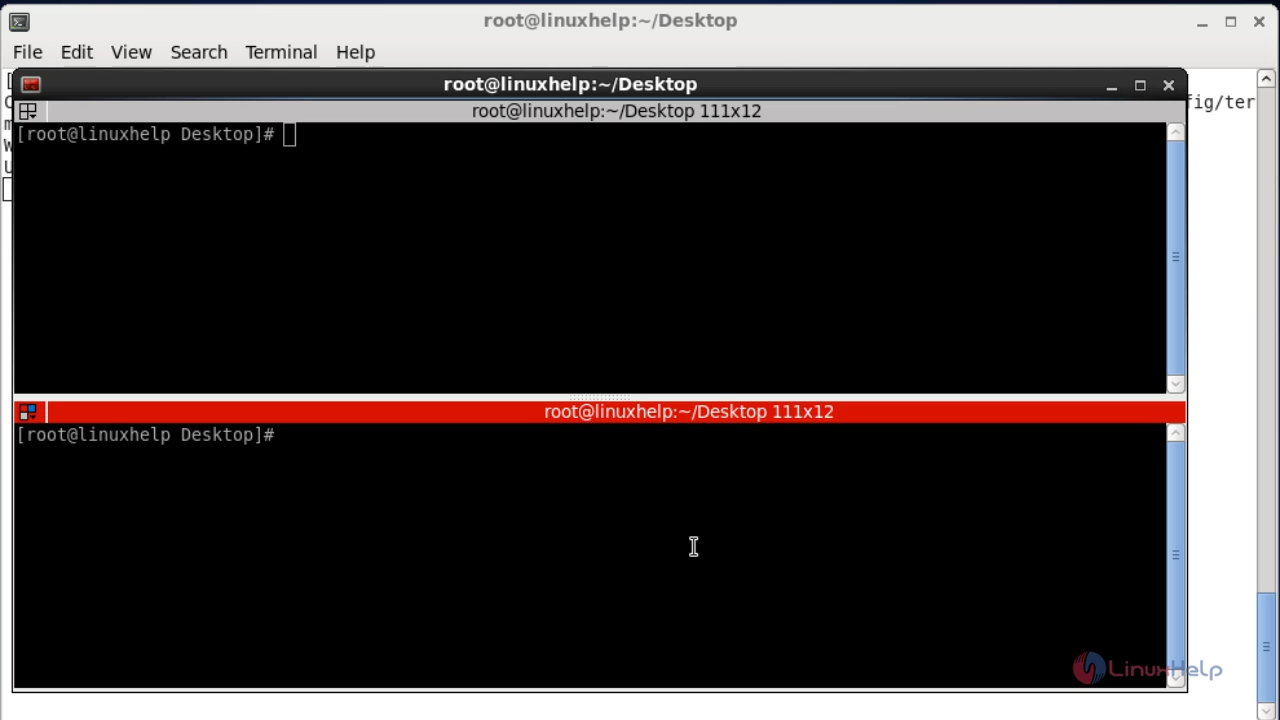 root@linuxhelp:~/Desktop
File Edit View Search Terminal Help
root@linuxhelp:~/Desktop
fig/ter
root@linuxhelp:~/Desktop 111x12
[root@linuxhelp Desktop]#
root@linuxhelp:~/Desktop 111x12
[root@linuxhelp Desktop]#
LinuxHelp